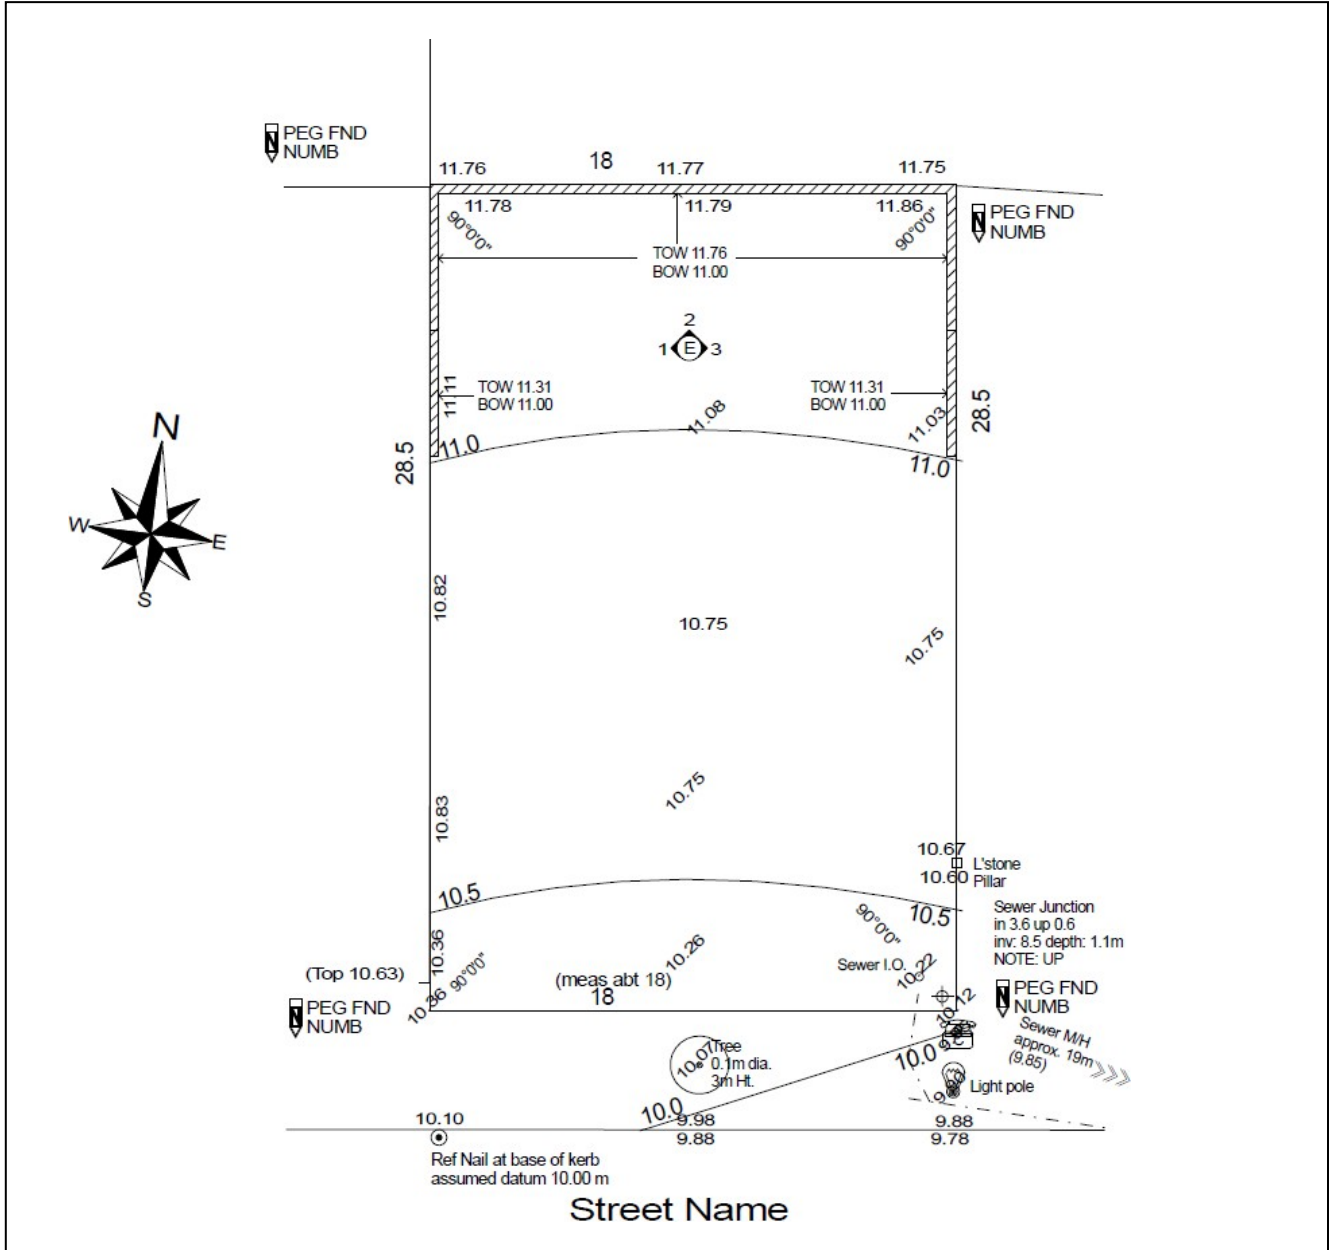 PEG FND
NUMB
11.76
18
11.77
11.75
11.78
11.79
11.86
90°0'0"
90°0'0"
PEG FND
NUMB
TOW 11.76
BOW 11.00
2
1
E
3
11.11
TOW 11.31
BOW 11.00
TOW 11.31
BOW 11.00
11.08
11.03
28.5
28.5
11.0
11.0
N
W
E
S
10.82
10.75
10.75
10.75
10.83
10.67
10.60
L'stone
Pillar
10.5
10.5
Sewer Junction
in 3.6 up 0.6
inv: 8.5 depth: 1.1m
NOTE: UP
90°0'0"
10.36
10.26
Sewer I.O.
10.22
(Top 10.63)
90°0'0"
(meas abt 18)
18
10.36
10.12
PEG FND
NUMB
PEG FND
NUMB
Sewer M/H
approx. 19m
(9.85)
10.07
Tree
0.1m dia.
3m Ht.
10.0
10.0
Light pole
10.10
9.98
9.88
9.88
9.78
Ref Nail at base of kerb
assumed datum 10.00 m
Street Name